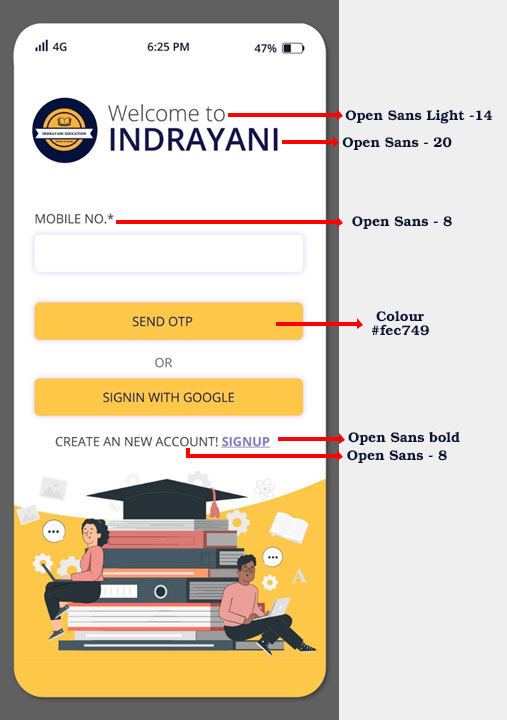 4G
6:25 PM
47%
INDRAYANI EDUCATION
Welcome to
INDRAYANI
Open Sans Light -14
Open Sans - 20
MOBILE NO.*
Open Sans - 8
SEND OTP
Colour
#fec749
OR
SIGNIN WITH GOOGLE
CREATE AN NEW ACCOUNT! SIGNUP
Open Sans bold
Open Sans - 8
A